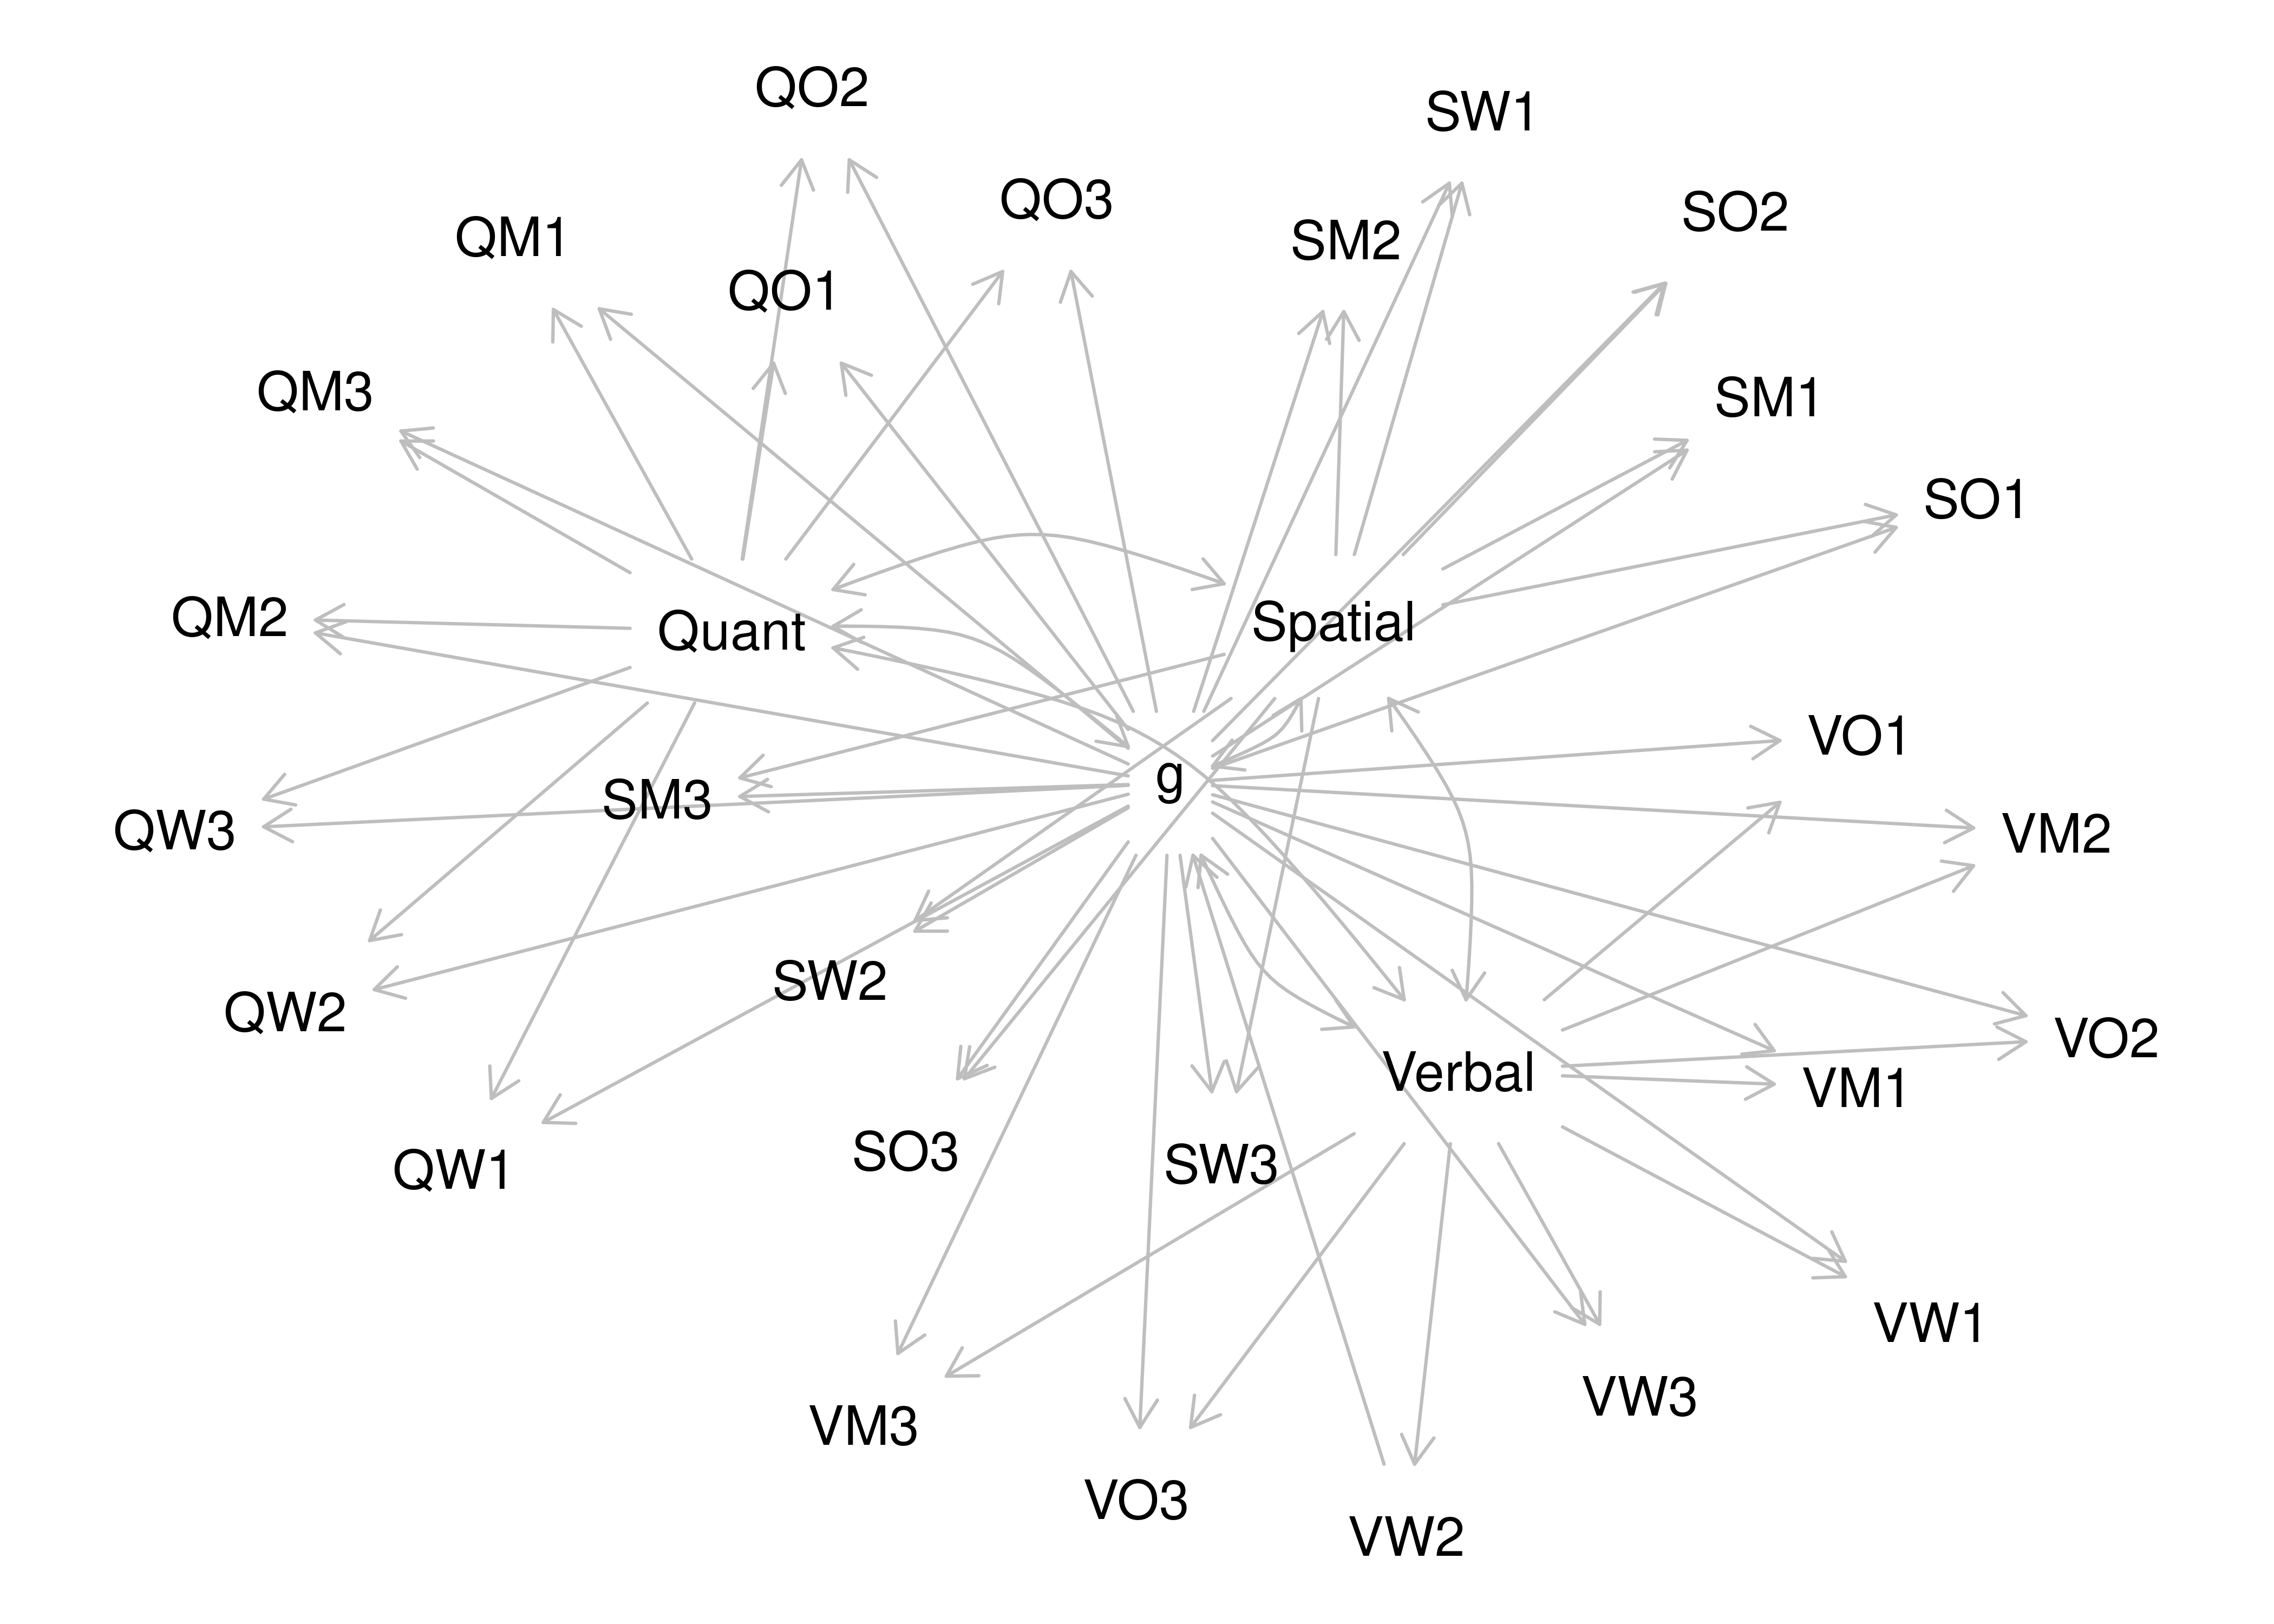 QO2
SW1
QO3
SO2
QM1
SM2
QO1
QM3
SM1
SO1
QM2
Quant
Spatial
VO1
g
SM3
QW3
VM2
SW2
QW2
VO2
Verbal
VM1
SO3
SW3
QW1
VW1
VW3
VM3
VO3
VW2